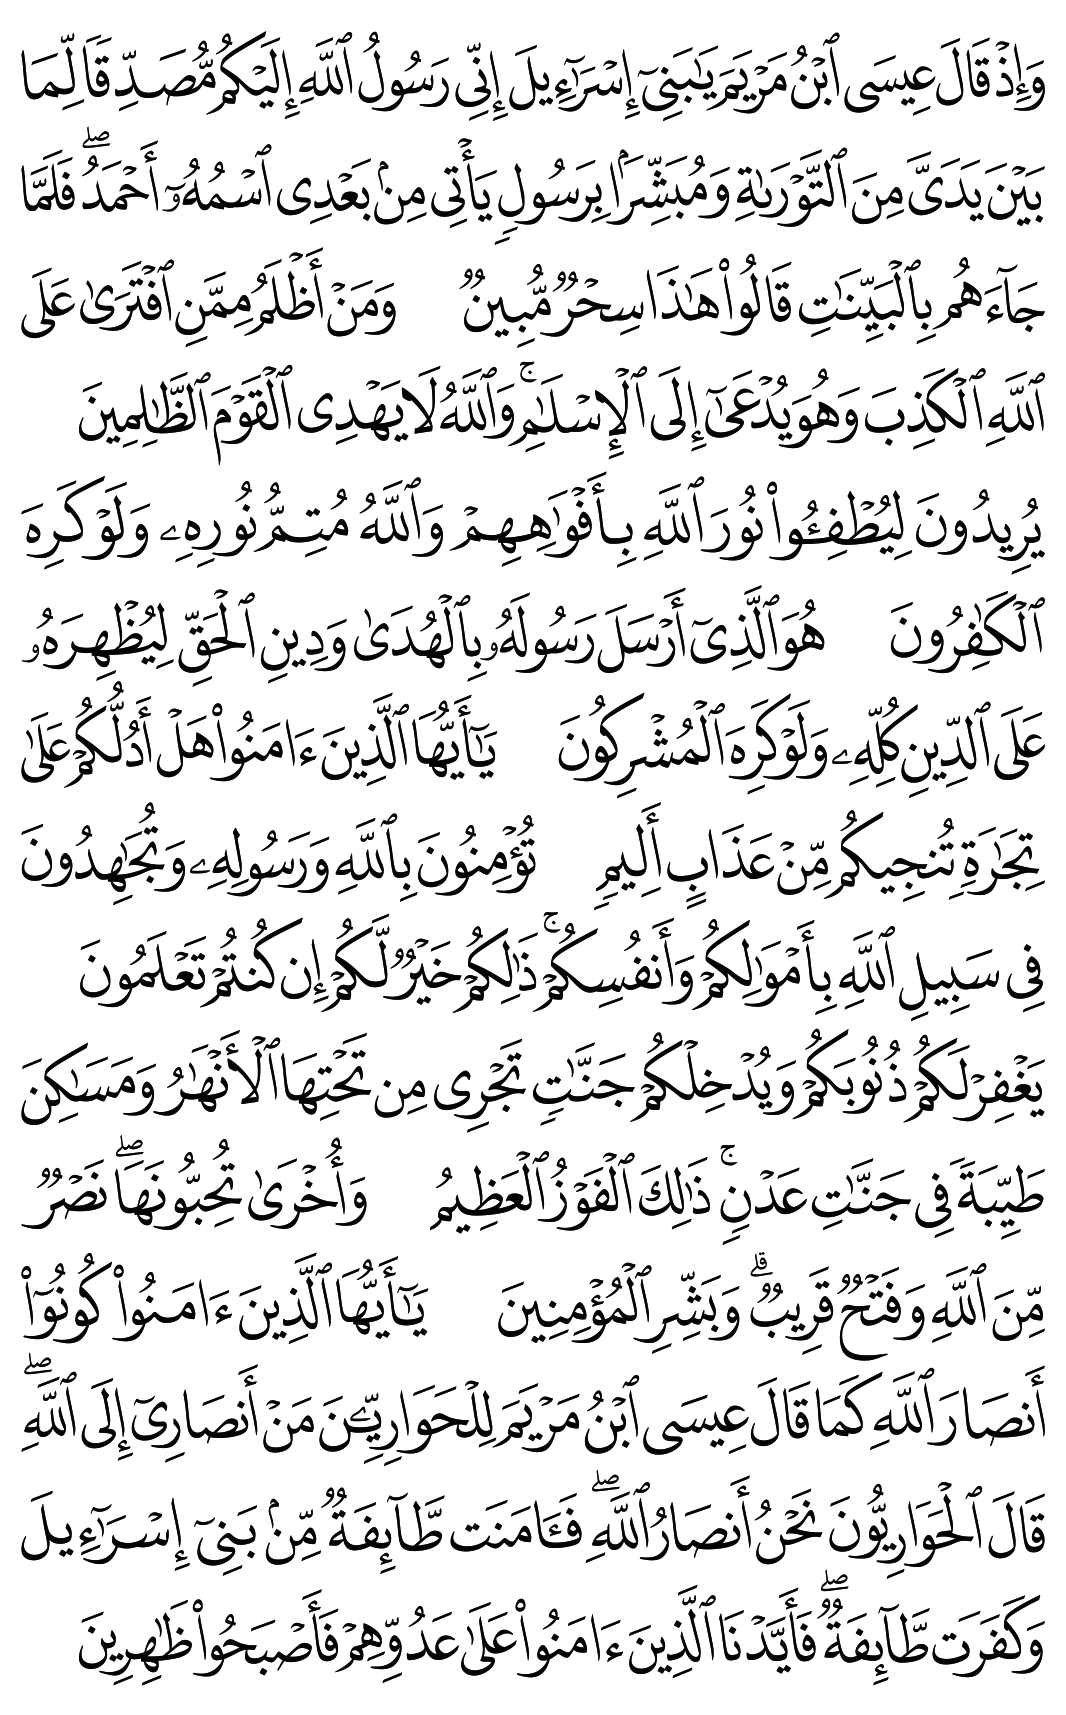 وَإِذْ قَالَ عِيسَى ٱبْنُ مَرْيَمَ يَـٰبَنِىٓ إِسْرَٰٓءِيلَ إِنِّى رَسُولُ ٱللَّهِ إِلَيْكُم مُّصَدِّقًا لِّمَا
بَيْنَ يَدَىَّ مِنَ ٱلتَّوْرَىٰةِ وَمُبَشِّرًۢا بِرَسُولٍ يَأْتِى مِنۢ بَعْدِى ٱسْمُهُۥٓ أَحْمَدُ ۖ فَلَمَّا
جَآءَهُم بِٱلْبَيِّنَـٰتِ قَالُوا۟ هَـٰذَا سِحْرٌ مُّبِينٌ وَمَنْ أَظْلَمُ مِمَّنِ ٱفْتَرَىٰ عَلَى
ٱللَّهِ ٱلْكَذِبَ وَهُوَ يُدْعَىٰٓ إِلَى ٱلْإِسْلَـٰمِ ۚ وَٱللَّهُ لَا يَهْدِى ٱلْقَوْمَ ٱلظَّـٰلِمِينَ
يُرِيدُونَ لِيُطْفِـُٔوا۟ نُورَ ٱللَّهِ بِأَفْوَٰهِهِمْ وَٱللَّهُ مُتِمُّ نُورِهِۦ وَلَوْ كَرِهَ
ٱلْكَـٰفِرُونَ هُوَ ٱلَّذِىٓ أَرْسَلَ رَسُولَهُۥ بِٱلْهُدَىٰ وَدِينِ ٱلْحَقِّ لِيُظْهِرَهُۥ
عَلَى ٱلدِّينِ كُلِّهِۦ وَلَوْ كَرِهَ ٱلْمُشْرِكُونَ يَـٰٓأَيُّهَا ٱلَّذِينَ ءَامَنُوا۟ هَلْ أَدُلُّكُمْ عَلَىٰ
تِجَـٰرَةٍ تُنجِيكُم مِّنْ عَذَابٍ أَلِيمٍ تُؤْمِنُونَ بِٱللَّهِ وَرَسُولِهِۦ وَتُجَـٰهِدُونَ
فِى سَبِيلِ ٱللَّهِ بِأَمْوَٰلِكُمْ وَأَنفُسِكُمْ ۚ ذَٰلِكُمْ خَيْرٌ لَّكُمْ إِن كُنتُمْ تَعْلَمُونَ
يَغْفِرْ لَكُمْ ذُنُوبَكُمْ وَيُدْخِلْكُمْ جَنَّـٰتٍ تَجْرِى مِن تَحْتِهَا ٱلْأَنْهَـٰرُ وَمَسَـٰكِنَ
طَيِّبَةً فِى جَنَّـٰتِ عَدْنٍ ۚ ذَٰلِكَ ٱلْفَوْزُ ٱلْعَظِيمُ وَأُخْرَىٰ تُحِبُّونَهَا ۖ نَصْرٌ
مِّنَ ٱللَّهِ وَفَتْحٌ قَرِيبٌ ۗ وَبَشِّرِ ٱلْمُؤْمِنِينَ يَـٰٓأَيُّهَا ٱلَّذِينَ ءَامَنُوا۟ كُونُوٓا۟
أَنصَارَ ٱللَّهِ كَمَا قَالَ عِيسَى ٱبْنُ مَرْيَمَ لِلْحَوَارِيِّـۧنَ مَنْ أَنصَارِىٓ إِلَى ٱللَّهِ ۖ
قَالَ ٱلْحَوَارِيُّونَ نَحْنُ أَنصَارُ ٱللَّهِ ۖ فَـَٔامَنَت طَّآئِفَةٌ مِّنۢ بَنِىٓ إِسْرَٰٓءِيلَ
وَكَفَرَت طَّآئِفَةٌ ۖ فَأَيَّدْنَا ٱلَّذِينَ ءَامَنُوا۟ عَلَىٰ عَدُوِّهِمْ فَأَصْبَحُوا۟ ظَـٰهِرِينَ